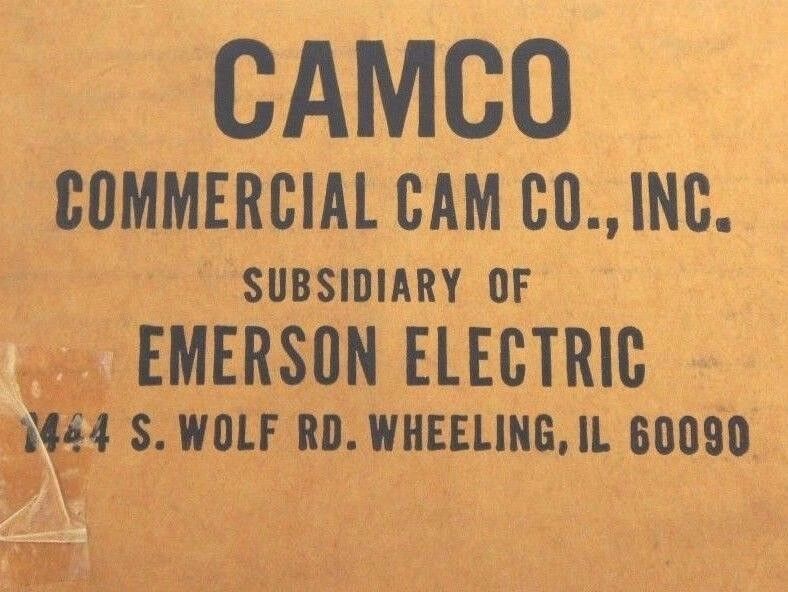 CAMCO
COMMERCIAL CAM CO., INC.
SUBSIDIARY OF
EMERSON ELECTRIC
1444 S. WOLF RD. WHEELING, IL 60090